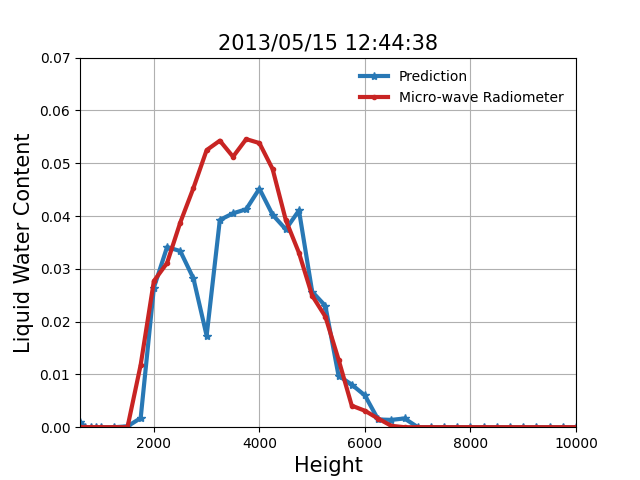 2013/05/15 12:44:38
0.07
0.06
0.05
0.04
0.03
0.02
0.01
0.00
Liquid Water Content
Prediction
Micro-wave Radiometer
2000 4000 6000 8000 10000
Height